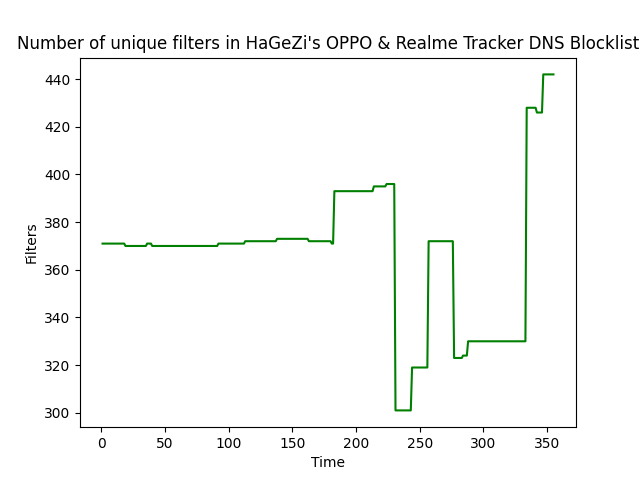 Number of unique filters in HaGeZi's OPPO & Realme Tracker DNS Blocklist
440
420
400
380
360
340
320
300
Filters
0 50 100 150 200 250 300 350
Time